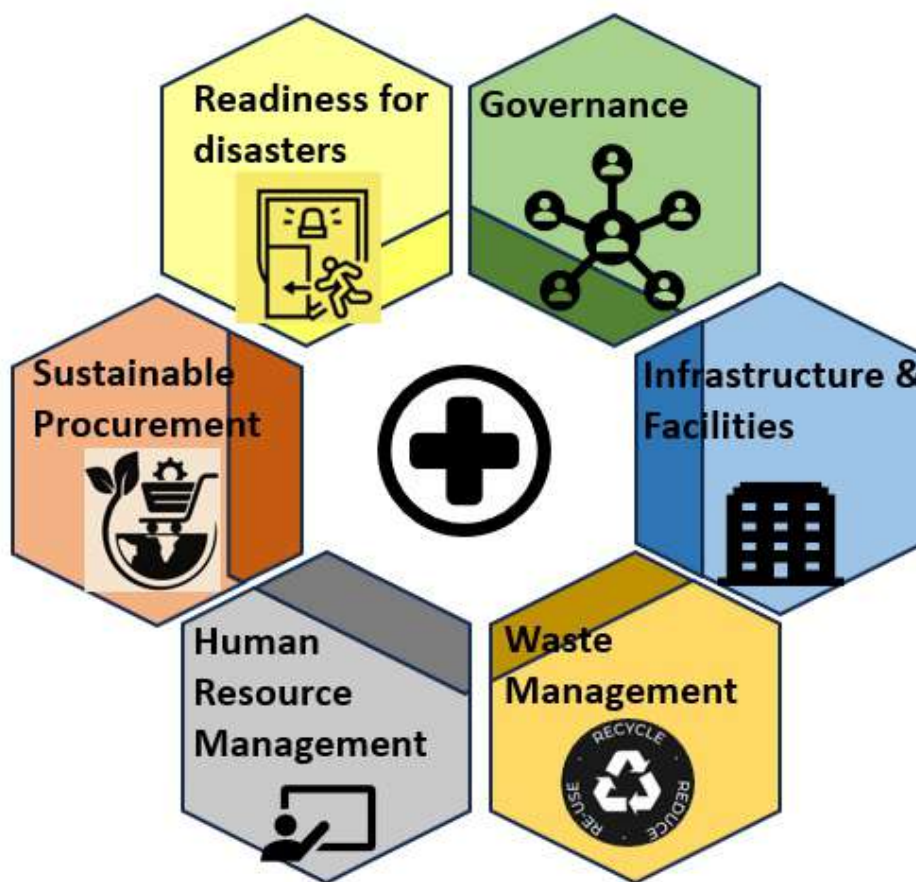 Readiness for
disasters
Governance
Sustainable
Procurement
Infrastructure &
Facilities
Human
Resource
Management
Waste
Management
RECYCLE
REDUCE
RE-USE